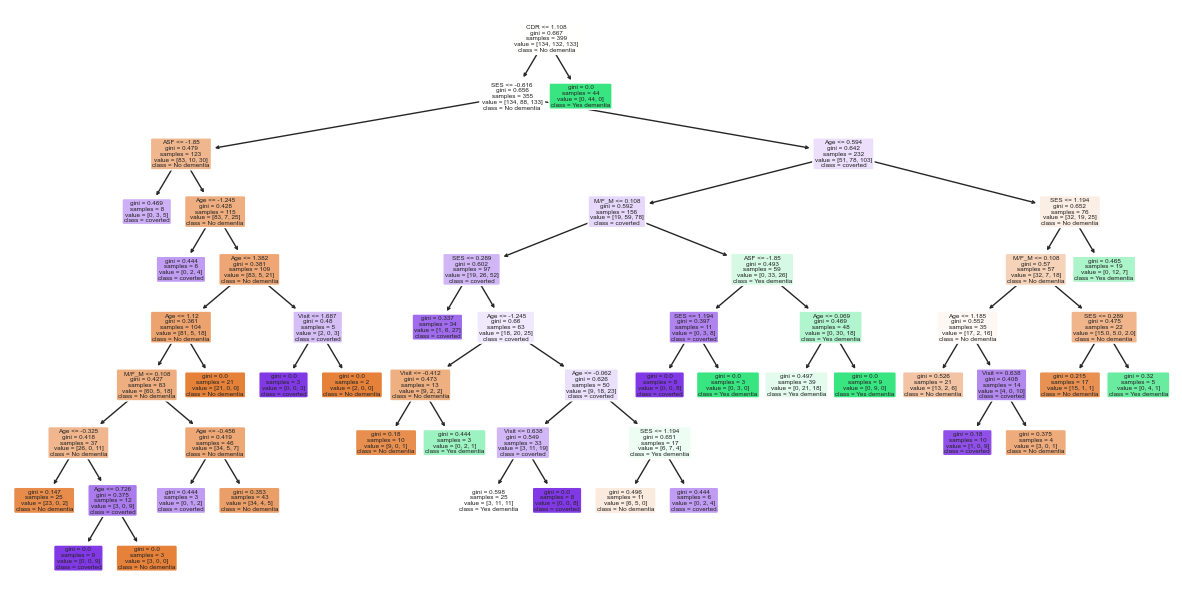 CDR <= 1.108
gini = 0.667
samples = 399
value = [134, 132, 133]
class = No dementia
SES <= -0.616
gini = 0.656
samples = 355
value = [134, 88, 133]
class = No dementia
gini = 0.0
samples = 44
value = [0, 44, 0]
class = Yes dementia
ASF <= -1.85
gini = 0.479
samples = 123
value = [83, 10, 30]
class = No dementia
Age <= 0.594
gini = 0.642
samples = 232
value = [51, 78, 103]
class = coverted
gini = 0.469
samples = 8
value = [0, 3, 5]
class = coverted
Age <= -1.245
gini = 0.428
samples = 115
value = [83, 7, 25]
class = No dementia
M/F_M <= 0.108
gini = 0.592
samples = 156
value = [19, 59, 78]
class = coverted
SES <= 1.194
gini = 0.652
samples = 76
value = [32, 19, 25]
class = No dementia
gini = 0.444
samples = 6
value = [0, 2, 4]
class = coverted
Age <= 1.382
gini = 0.381
samples = 109
value = [83, 5, 21]
class = No dementia
SES <= 0.289
gini = 0.602
samples = 97
value = [19, 26, 52]
class = coverted
ASF <= -1.85
gini = 0.493
samples = 59
value = [0, 33, 26]
class = Yes dementia
M/F_M <= 0.108
gini = 0.57
samples = 57
value = [32, 7, 18]
class = No dementia
gini = 0.465
samples = 19
value = [0, 12, 7]
class = Yes dementia
Age <= 1.12
gini = 0.361
samples = 104
value = [81, 5, 18]
class = No dementia
Visit <= 1.687
gini = 0.48
samples = 5
value = [2, 0, 3]
class = coverted
gini = 0.337
samples = 34
value = [1, 6, 27]
class = coverted
Age <= -1.245
gini = 0.66
samples = 63
value = [18, 20, 25]
class = coverted
SES <= 1.194
gini = 0.397
samples = 11
value = [0, 3, 8]
class = coverted
Age <= 0.069
gini = 0.469
samples = 48
value = [0, 30, 18]
class = Yes dementia
Age <= 1.185
gini = 0.552
samples = 35
value = [17, 2, 16]
class = No dementia
SES <= 0.289
gini = 0.475
samples = 22
value = [15.0, 5.0, 2.0]
class = No dementia
M/F_M <= 0.108
gini = 0.427
samples = 83
value = [60, 5, 18]
class = No dementia
gini = 0.0
samples = 21
value = [21, 0, 0]
class = No dementia
gini = 0.0
samples = 3
value = [0, 0, 3]
class = coverted
gini = 0.0
samples = 2
value = [2, 0, 0]
class = No dementia
Visit <= -0.412
gini = 0.473
samples = 13
value = [9, 2, 2]
class = No dementia
Age <= -0.062
gini = 0.626
samples = 50
value = [9, 18, 23]
class = coverted
gini = 0.0
samples = 8
value = [0, 0, 8]
class = coverted
gini = 0.0
samples = 3
value = [0, 3, 0]
class = Yes dementia
gini = 0.497
samples = 39
value = [0, 21, 18]
class = Yes dementia
gini = 0.0
samples = 9
value = [0, 9, 0]
class = Yes dementia
gini = 0.526
samples = 21
value = [13, 2, 6]
class = No dementia
Visit <= 0.638
gini = 0.408
samples = 14
value = [4, 0, 10]
class = coverted
gini = 0.215
samples = 17
value = [15, 1, 1]
class = No dementia
gini = 0.32
samples = 5
value = [0, 4, 1]
class = Yes dementia
Age <= -0.325
gini = 0.418
samples = 37
value = [26, 0, 11]
class = No dementia
Age <= -0.456
gini = 0.419
samples = 46
value = [34, 5, 7]
class = No dementia
gini = 0.18
samples = 10
value = [9, 0, 1]
class = No dementia
gini = 0.444
samples = 3
value = [0, 2, 1]
class = Yes dementia
Visit <= 0.638
gini = 0.549
samples = 33
value = [3, 11, 19]
class = coverted
SES <= 1.194
gini = 0.651
samples = 17
value = [6, 7, 4]
class = Yes dementia
gini = 0.18
samples = 10
value = [1, 0, 9]
class = coverted
gini = 0.375
samples = 4
value = [3, 0, 1]
class = No dementia
gini = 0.147
samples = 25
value = [23, 0, 2]
class = No dementia
Age <= 0.726
gini = 0.375
samples = 12
value = [3, 0, 9]
class = coverted
gini = 0.444
samples = 3
value = [0, 1, 2]
class = coverted
gini = 0.353
samples = 43
value = [34, 4, 5]
class = No dementia
gini = 0.598
samples = 25
value = [3, 11, 11]
class = Yes dementia
gini = 0.0
samples = 8
value = [0, 0, 8]
class = coverted
gini = 0.496
samples = 11
value = [6, 5, 0]
class = No dementia
gini = 0.444
samples = 6
value = [0, 2, 4]
class = coverted
gini = 0.0
samples = 9
value = [0, 0, 9]
class = coverted
gini = 0.0
samples = 3
value = [3, 0, 0]
class = No dementia